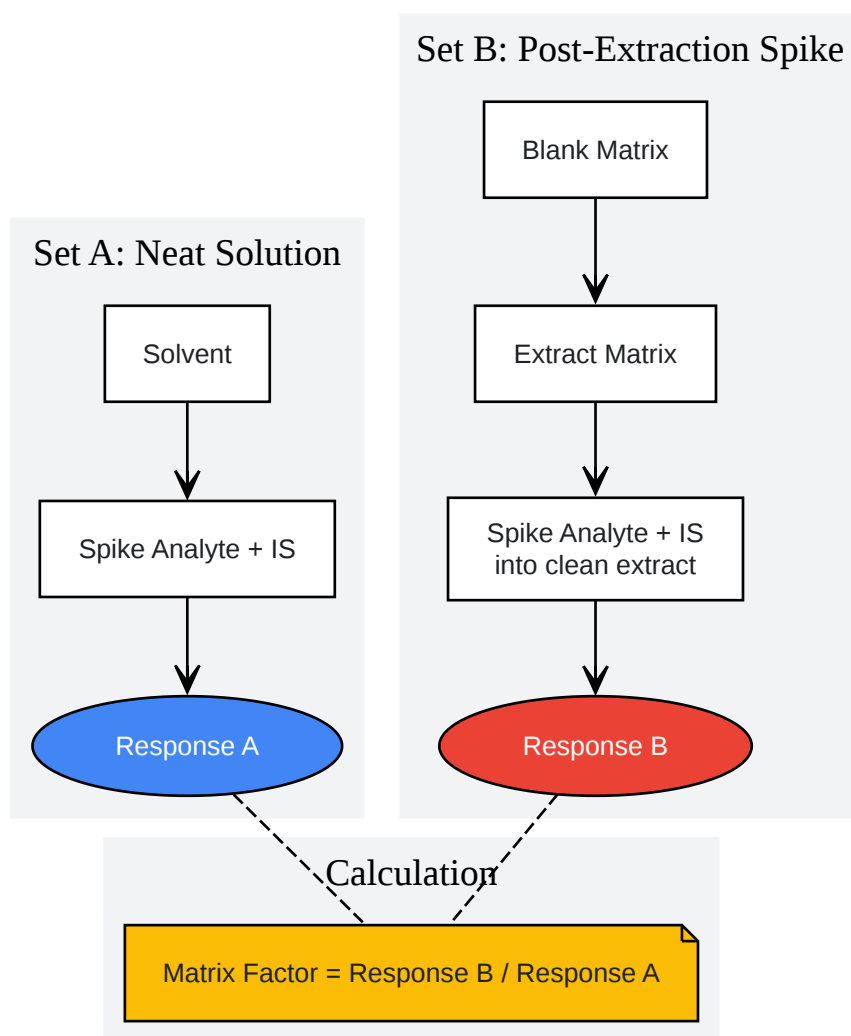 Set A: Neat Solution
Solvent
Spike Analyte + IS
Response A
Set B: Post-Extraction Spike
Blank Matrix
Extract Matrix
Spike Analyte + IS
into clean extract
Response B
Calculation
Matrix Factor = Response B / Response A